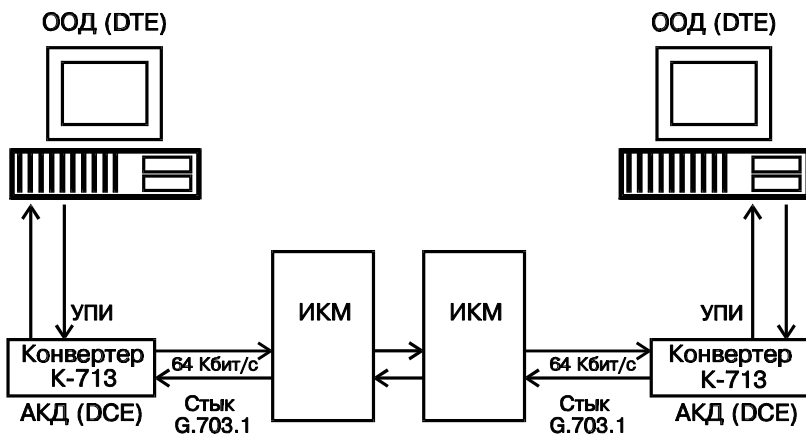 ООД (DTE)
ООД (DTE)
УПИ
ИКМ
ИКМ
УПИ
Конвертер
К-713
АКД (DCE)
64 Кбит/с
Стык
G.703.1
64 Кбит/с
Стык
G.703.1
Конвертер
К-713
АКД (DCE)